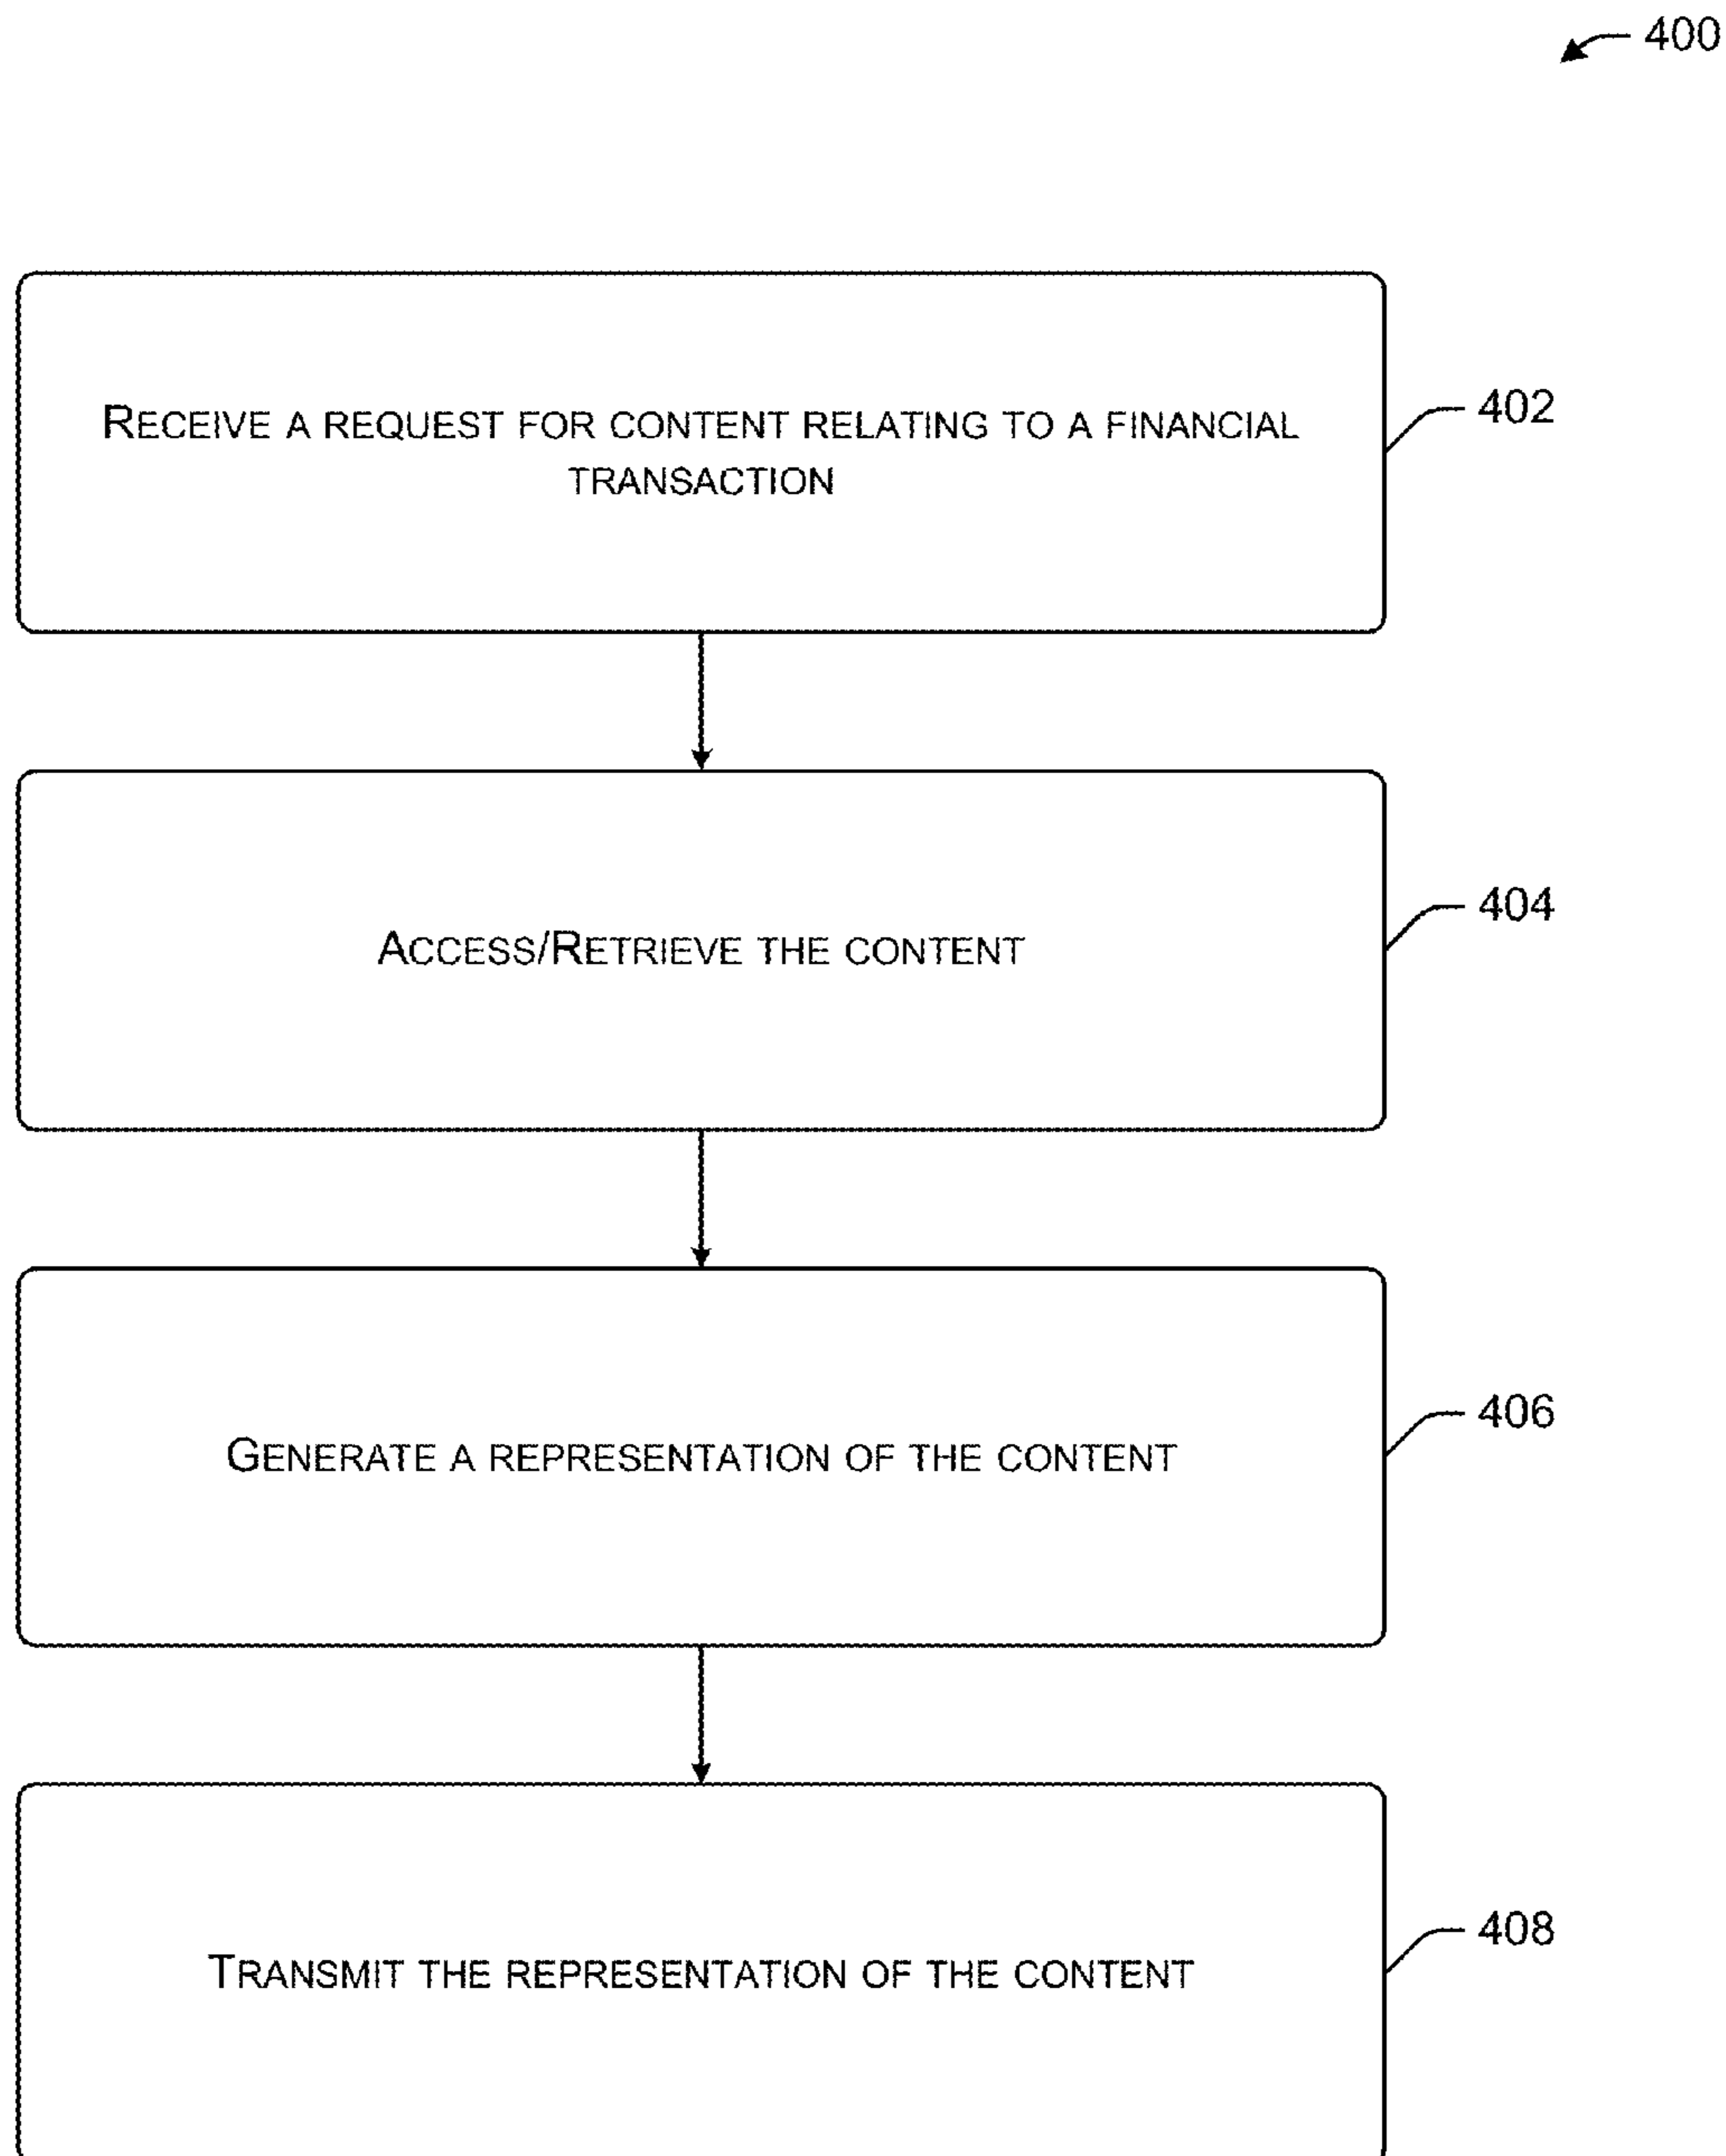 400
RECEIVE A REQUEST FOR CONTENT RELATING TO A FINANCIAL
TRANSACTION
402
ACCESS/RETRIEVE THE CONTENT
404
GENERATE A REPRESENTATION OF THE CONTENT
406
TRANSMIT THE REPRESENTATION OF THE CONTENT
408